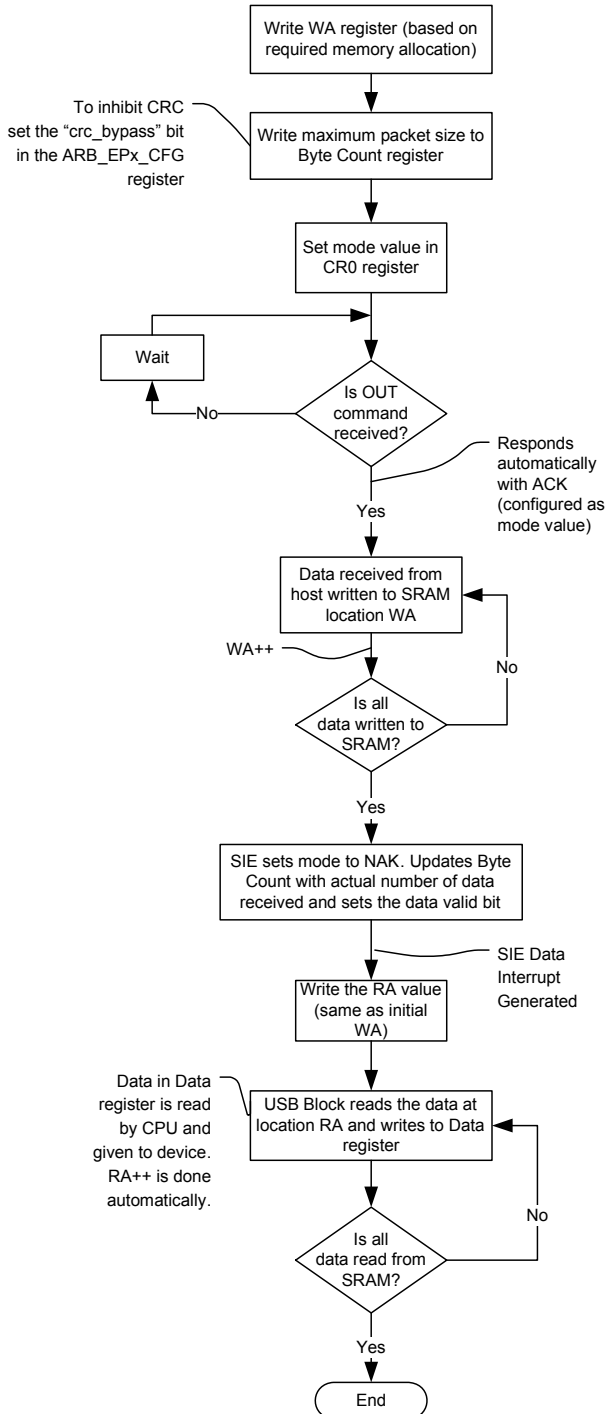 Write WA register (based on
required memory allocation)
To inhibit CRC
set the “crc_bypass” bit
in the ARB_EPx_CFG
register
Write maximum packet size to
Byte Count register
Set mode value in
CR0 register
Wait
No
Is OUT
command
received?
Responds
automatically
with ACK
(configured as
mode value)
Yes
Data received from
host written to SRAM
location WA
WA++
No
Is all
data written to
SRAM?
Yes
SIE sets mode to NAK. Updates Byte
Count with actual number of data
received and sets the data valid bit
SIE Data
Interrupt
Generated
Write the RA value
(same as initial
WA)
Data in Data
register is read
by CPU and
given to device.
RA++ is done
automatically.
USB Block reads the data at
location RA and writes to Data
register
No
Is all
data read from
SRAM?
Yes
End